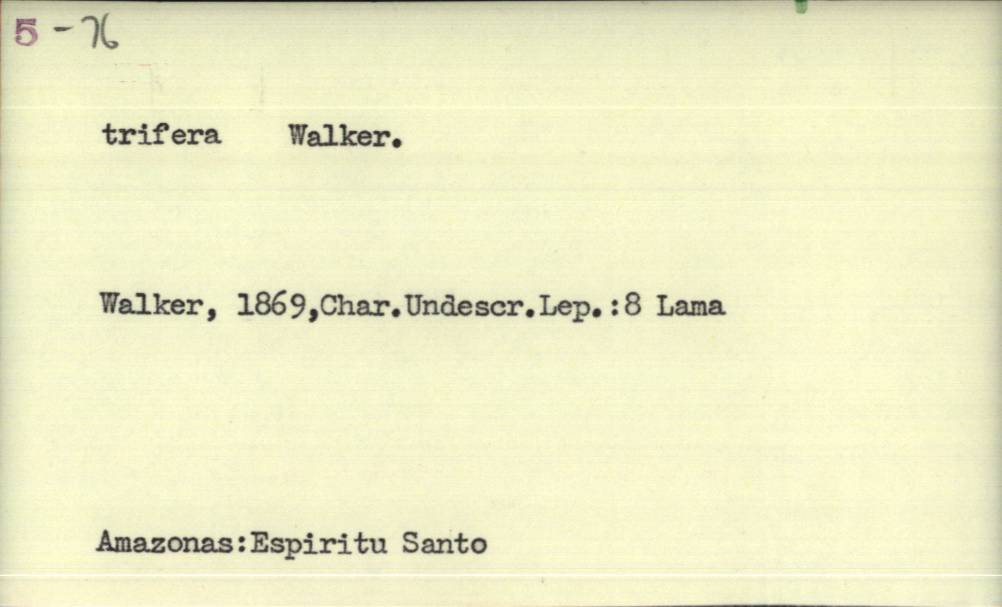 5 - 76
trifera Walker.
Walker, 1869,Char.Undescr.Lep.:8 Lama
Amazonas:Espiritu Santo